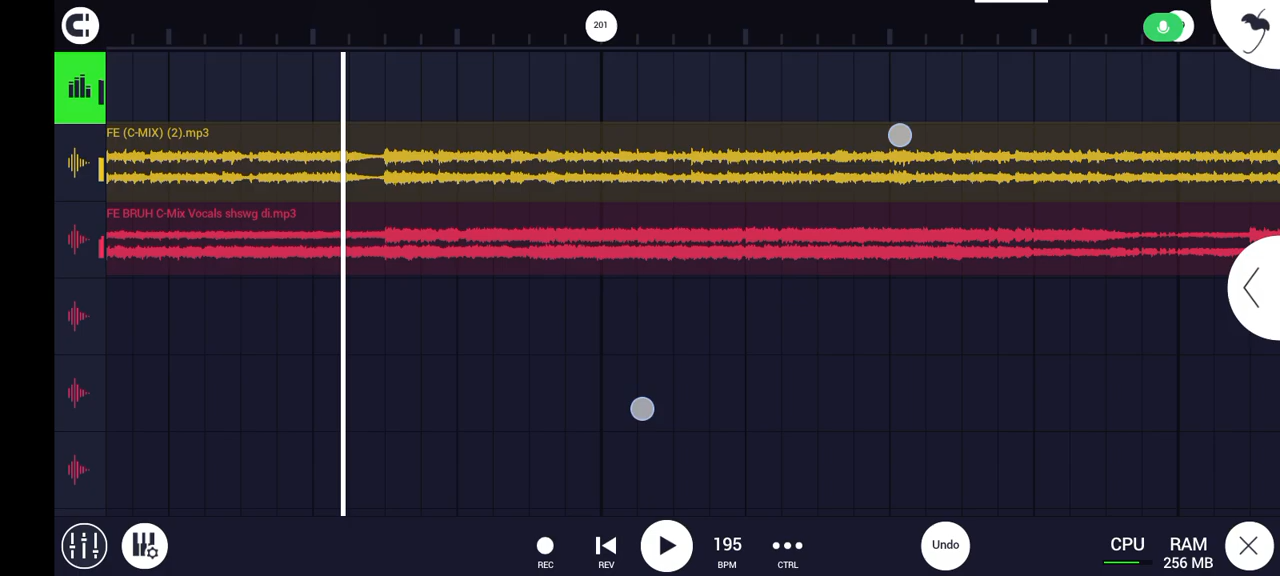 201
FE (C-MIX) (2).mp3
FE BRUH C-Mix Vocals shswg di.mp3
REC
REV
195
BPM
CTRL
Undo
CPU
RAM
256 MB